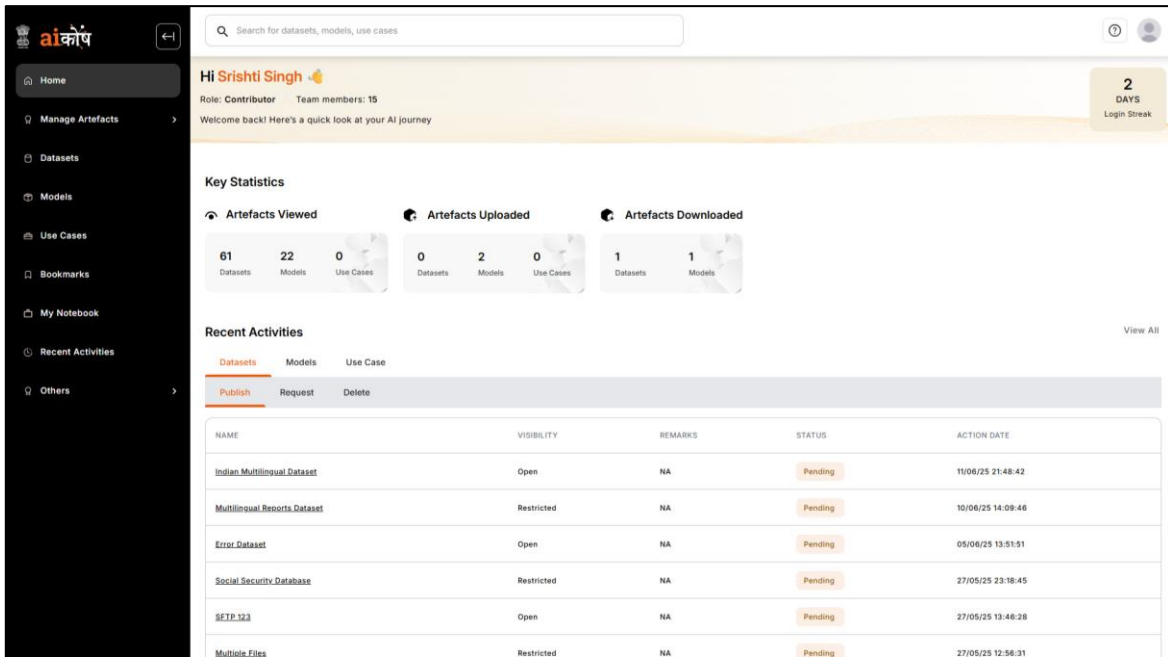 aiकोष
Search for datasets, models, use cases
Home
Manage Artefacts
Datasets
Models
Use Cases
Bookmarks
My Notebook
Recent Activities
Others
Hi Srishti Singh 👋
Role: Contributor Team members: 15
Welcome back! Here's a quick look at your AI journey
2
DAYS
Login Streak
Key Statistics
Artefacts Viewed
61 22 0
Datasets Models Use Cases
Artefacts Uploaded
0 2 0
Datasets Models Use Cases
Artefacts Downloaded
1 1
Datasets Models
Recent Activities View All
Datasets Models Use Case
Publish Request Delete
NAME VISIBILITY REMARKS STATUS ACTION DATE
Indian Multilingual Dataset Open NA Pending 11/06/25 21:48:42
Multilingual Reports Dataset Restricted NA Pending 10/06/25 14:09:46
Error Dataset Open NA Pending 05/06/25 13:51:51
Social Security Database Restricted NA Pending 27/05/25 23:18:45
SFTP 123 Open NA Pending 27/05/25 13:46:28
Multiple Files Restricted NA Pending 27/05/25 12:56:31